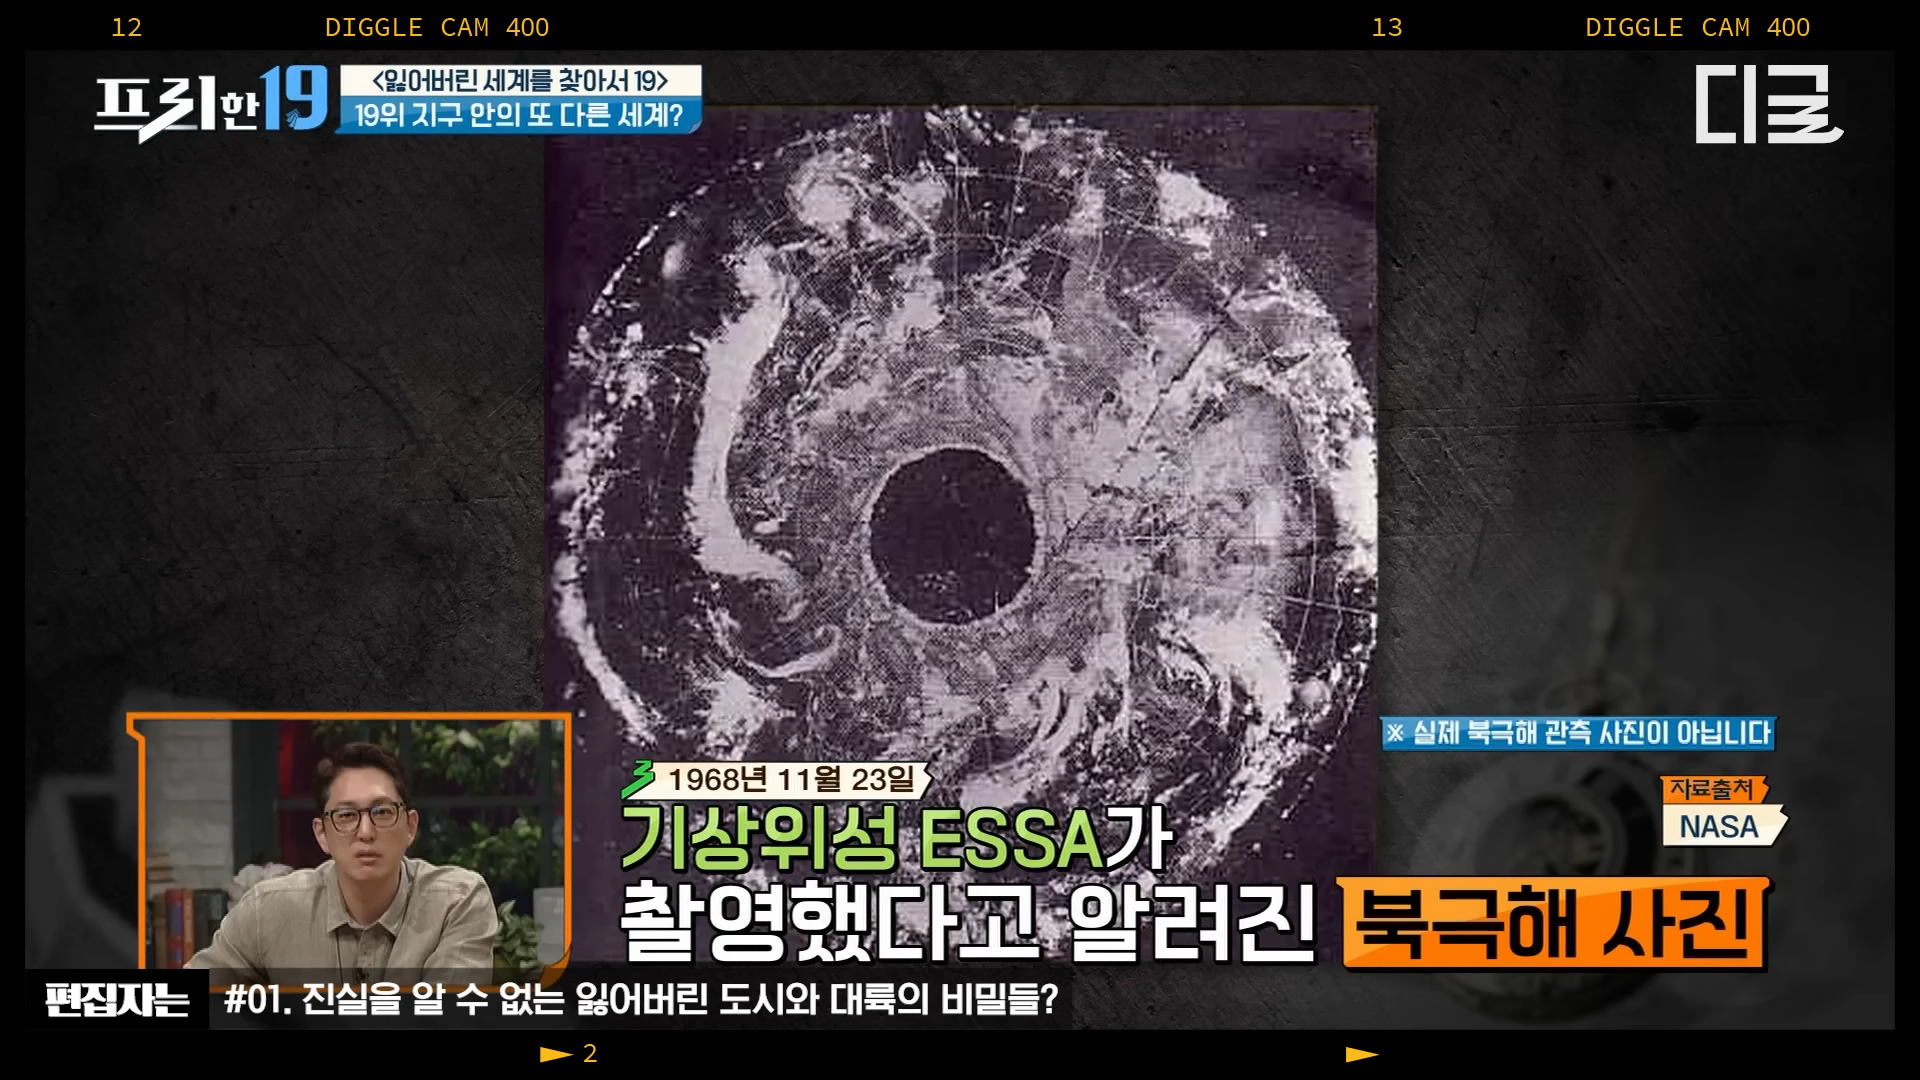 12
DIGGLE CAM 400
13
DIGGLE CAM 400
프리한19
<잃어버린 세계를 찾아서 19>
19위 지구 안의 또 다른 세계?
디글
※ 실제 북극해 관측 사진이 아닙니다
1968년 11월 23일
자료출처
NASA
기상위성 ESSA가
촬영했다고 알려진 북극해 사진
편집자는
#01. 진실을 알 수 없는 잃어버린 도시와 대륙의 비밀들?
2